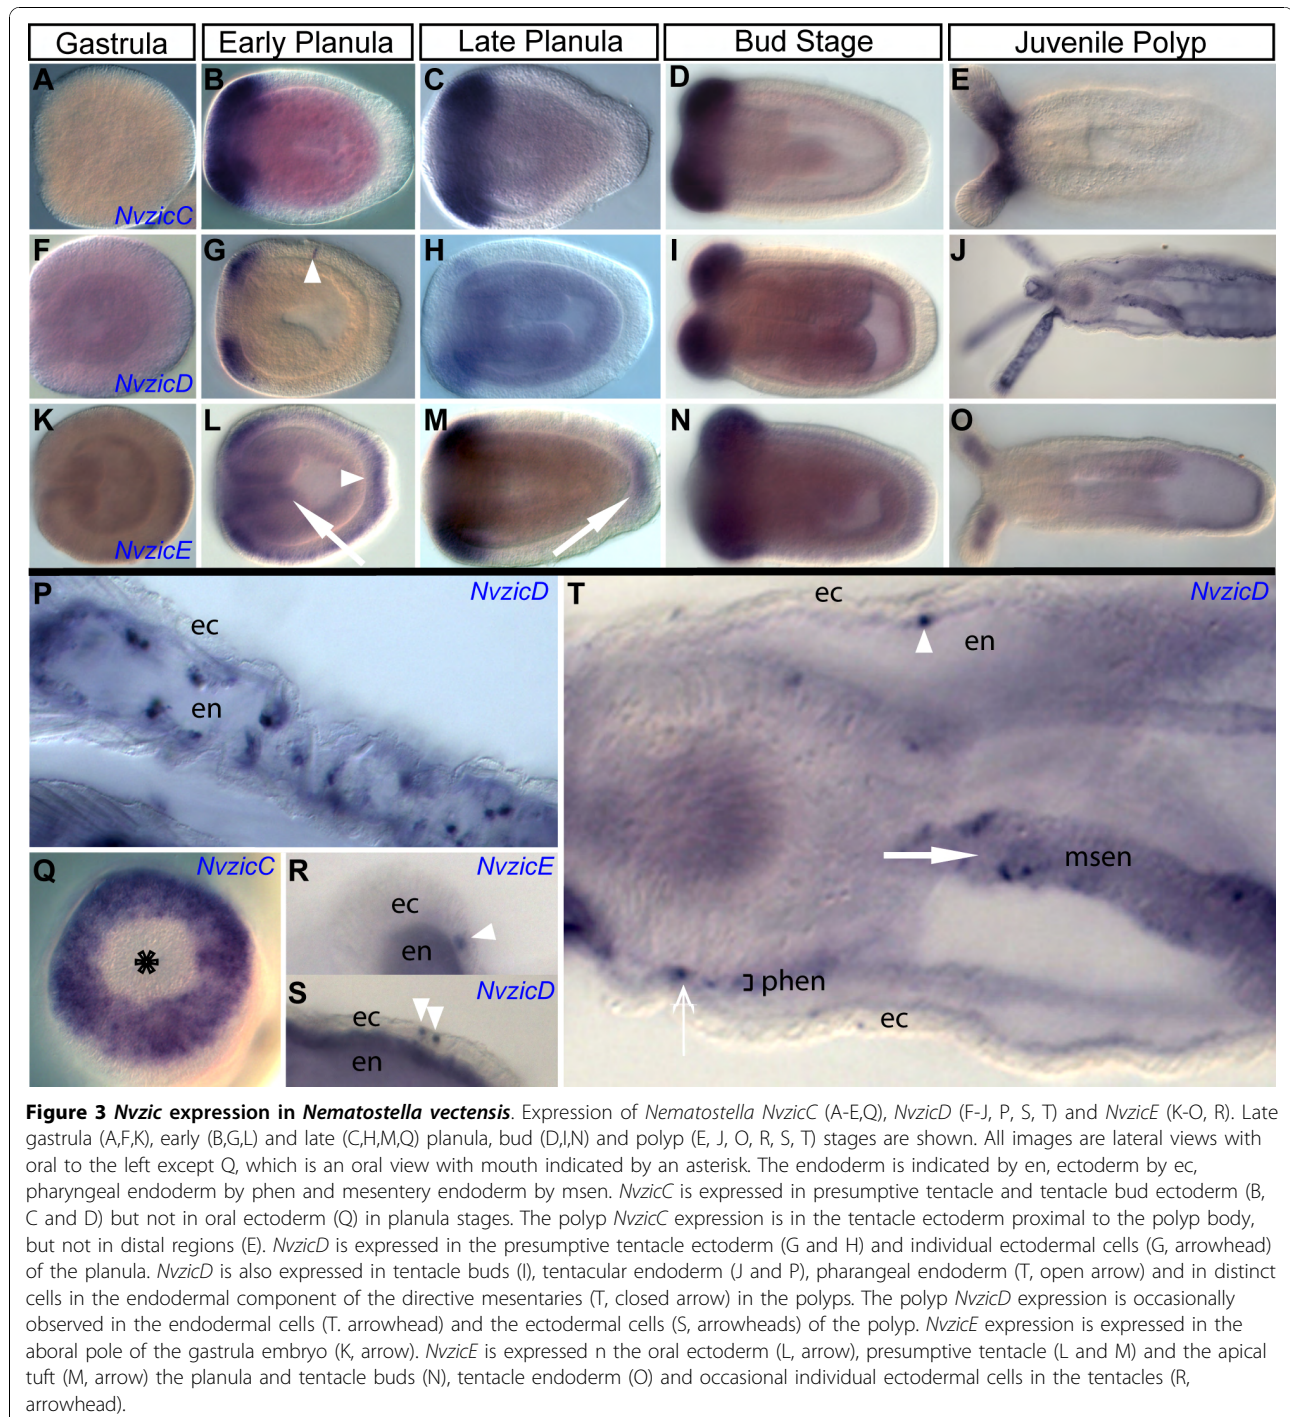 Gastrula
Early Planula
Late Planula
Bud Stage
Juvenile Polyp
A
NvzicC
B
C
D
E
F
NvzicD
G
H
I
J
K
NvzicE
L
M
N
O
P
NvzicD
ec
en
Q
NvzicC
R
NvzicE
ec
en
S
NvzicD
ec
en
T
NvzicD
ec
en
msen
phen
ec
Figure 3 Nvzic expression in Nematostella vectensis. Expression of Nematostella NvzicC (A-E,Q), NvzicD (F-J, P, S, T) and NvzicE (K-O, R). Late
gastrula (A,F,K), early (B,G,L) and late (C,H,M,Q) planula, bud (D,I,N) and polyp (E, J, O, R, S, T) stages are shown. All images are lateral views with
oral to the left except Q, which is an oral view with mouth indicated by an asterisk. The endoderm is indicated by en, ectoderm by ec,
pharyngeal endoderm by phen and mesentery endoderm by msen. NvzicC is expressed in presumptive tentacle and tentacle bud ectoderm (B,
C and D) but not in oral ectoderm (Q) in planula stages. The polyp NvzicC expression is in the tentacle ectoderm proximal to the polyp body,
but not in distal regions (E). NvzicD is expressed in the presumptive tentacle ectoderm (G and H) and individual ectodermal cells (G, arrowhead)
of the planula. NvzicD is also expressed in tentacle buds (I), tentacular endoderm (J and P), pharangeal endoderm (T, open arrow) and in distinct
cells in the endodermal component of the directive mesentaries (T, closed arrow) in the polyps. The polyp NvzicD expression is occasionally
observed in the endodermal cells (T. arrowhead) and the ectodermal cells (S, arrowheads) of the polyp. NvzicE expression is expressed in the
aboral pole of the gastrula embryo (K, arrow). NvzicE is expressed n the oral ectoderm (L, arrow), presumptive tentacle (L and M) and the apical
tuft (M, arrow) the planula and tentacle buds (N), tentacle endoderm (O) and occasional individual ectodermal cells in the tentacles (R,
arrowhead).